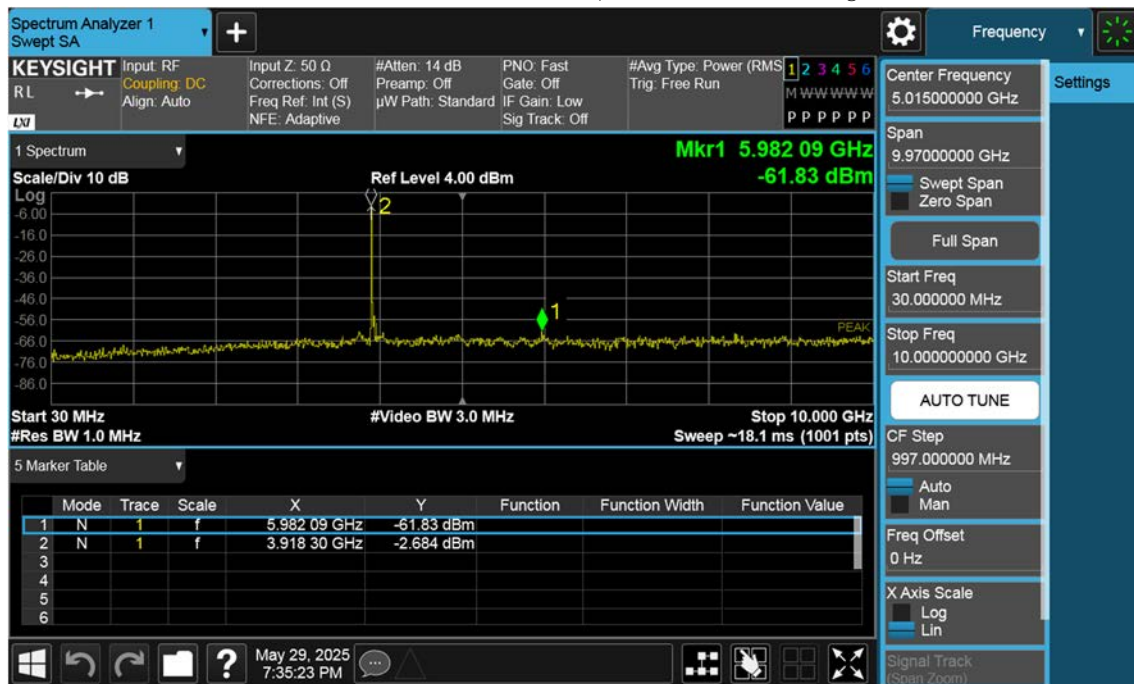 Spectrum Analyzer 1
Swept SA
+
Frequency
KEYSIGHT
RL
LXI
Input: RF
Coupling: DC
Align: Auto
Input Z: 50 Ω
Corrections: Off
Freq Ref: Int (S)
NFE: Adaptive
#Atten: 14 dB
Preamp: Off
µW Path: Standard
PNO: Fast
Gate: Off
IF Gain: Low
Sig Track: Off
#Avg Type: Power (RMS
Trig: Free Run
1 2 3 4 5 6
M W W W W W
P P P P P P
1 Spectrum
Scale/Div 10 dB
Ref Level 4.00 dBm
Mkr1 5.982 09 GHz
-61.83 dBm
Log
-6.00
-16.0
-26.0
-36.0
-46.0
-56.0
-66.0
-76.0
-86.0
2
1
PEAK
Start 30 MHz
#Video BW 3.0 MHz
Stop 10.000 GHz
#Res BW 1.0 MHz
Sweep ~18.1 ms (1001 pts)
5 Marker Table
Mode Trace Scale X Y Function Function Width Function Value
1 N 1 f 5.982 09 GHz -61.83 dBm
2 N 1 f 3.918 30 GHz -2.684 dBm
3
4
5
6
?
May 29, 2025
7:35:23 PM
Center Frequency
5.015000000 GHz
Span
9.97000000 GHz
Swept Span
Zero Span
Full Span
Start Freq
30.000000 MHz
Stop Freq
10.000000000 GHz
AUTO TUNE
CF Step
997.000000 MHz
Auto
Man
Freq Offset
0 Hz
X Axis Scale
Log
Lin
Signal Track
(Span Zoom)
Settings